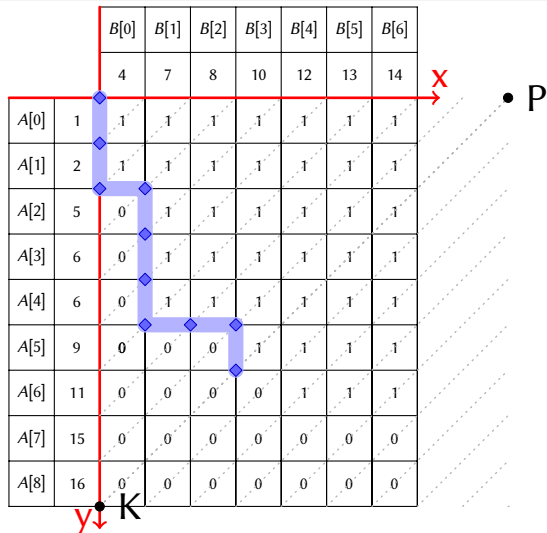 B[0] B[1] B[2] B[3] B[4] B[5] B[6]
4 7 8 10 12 13 14
x
P
A[0] 1 1 1 1 1 1 1 1
A[1] 2 1 1 1 1 1 1 1
A[2] 5 0 1 1 1 1 1 1
A[3] 6 0 1 1 1 1 1 1
A[4] 6 0 1 1 1 1 1 1
A[5] 9 0 0 0 1 1 1 1
A[6] 11 0 0 0 0 1 1 1
A[7] 15 0 0 0 0 0 0 0
A[8] 16 0 0 0 0 0 0 0
y K